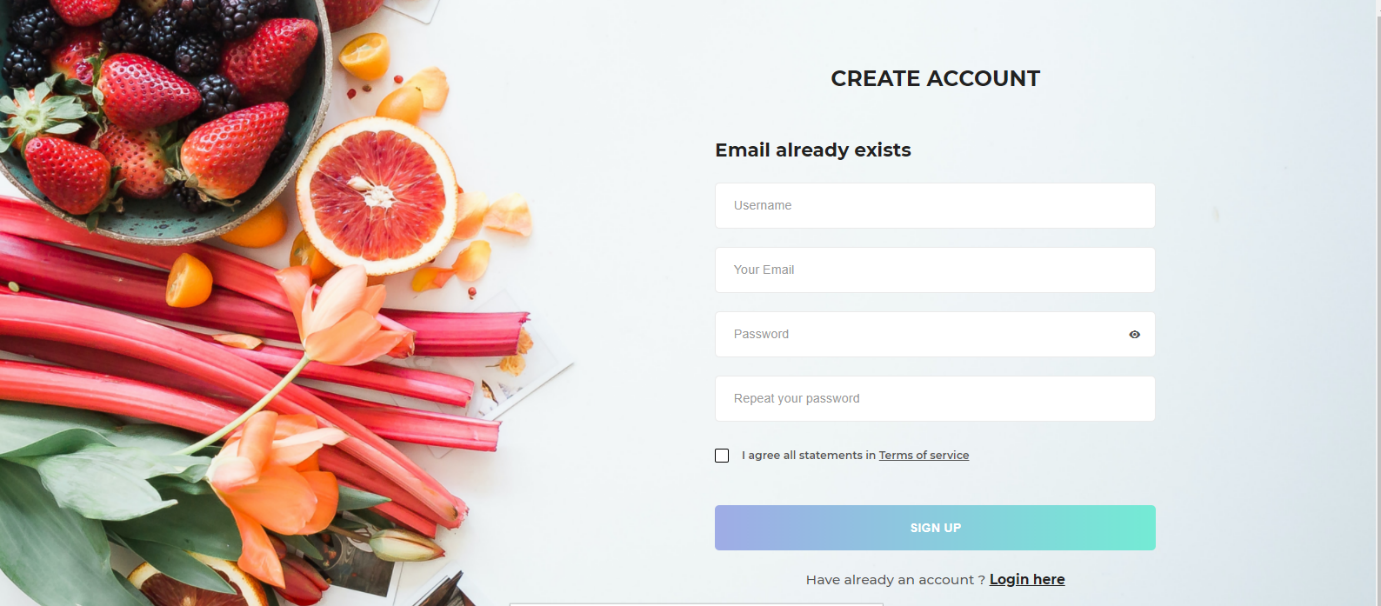 CREATE ACCOUNT
Email already exists
Username
Your Email
Password
Repeat your password
I agree all statements in Terms of service
SIGN UP
Have already an account ? Login here